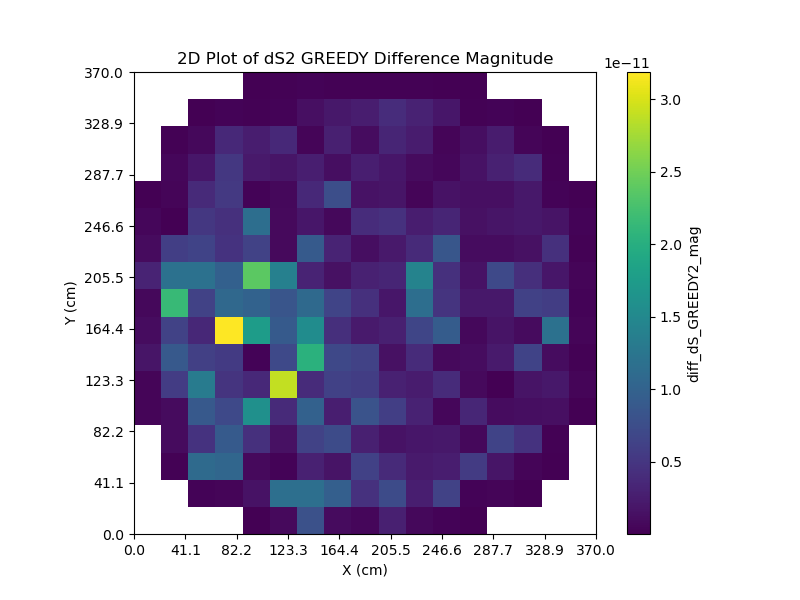 2D Plot of dS2 GREEDY Difference Magnitude
1e−11
370.0
328.9
287.7
246.6
205.5
164.4
123.3
82.2
41.1
0.0
Y (cm)
0.0 41.1 82.2 123.3 164.4 205.5 246.6 287.7 328.9 370.0
X (cm)
3.0
2.5
2.0
1.5
1.0
0.5
diff_dS_GREEDY2_mag